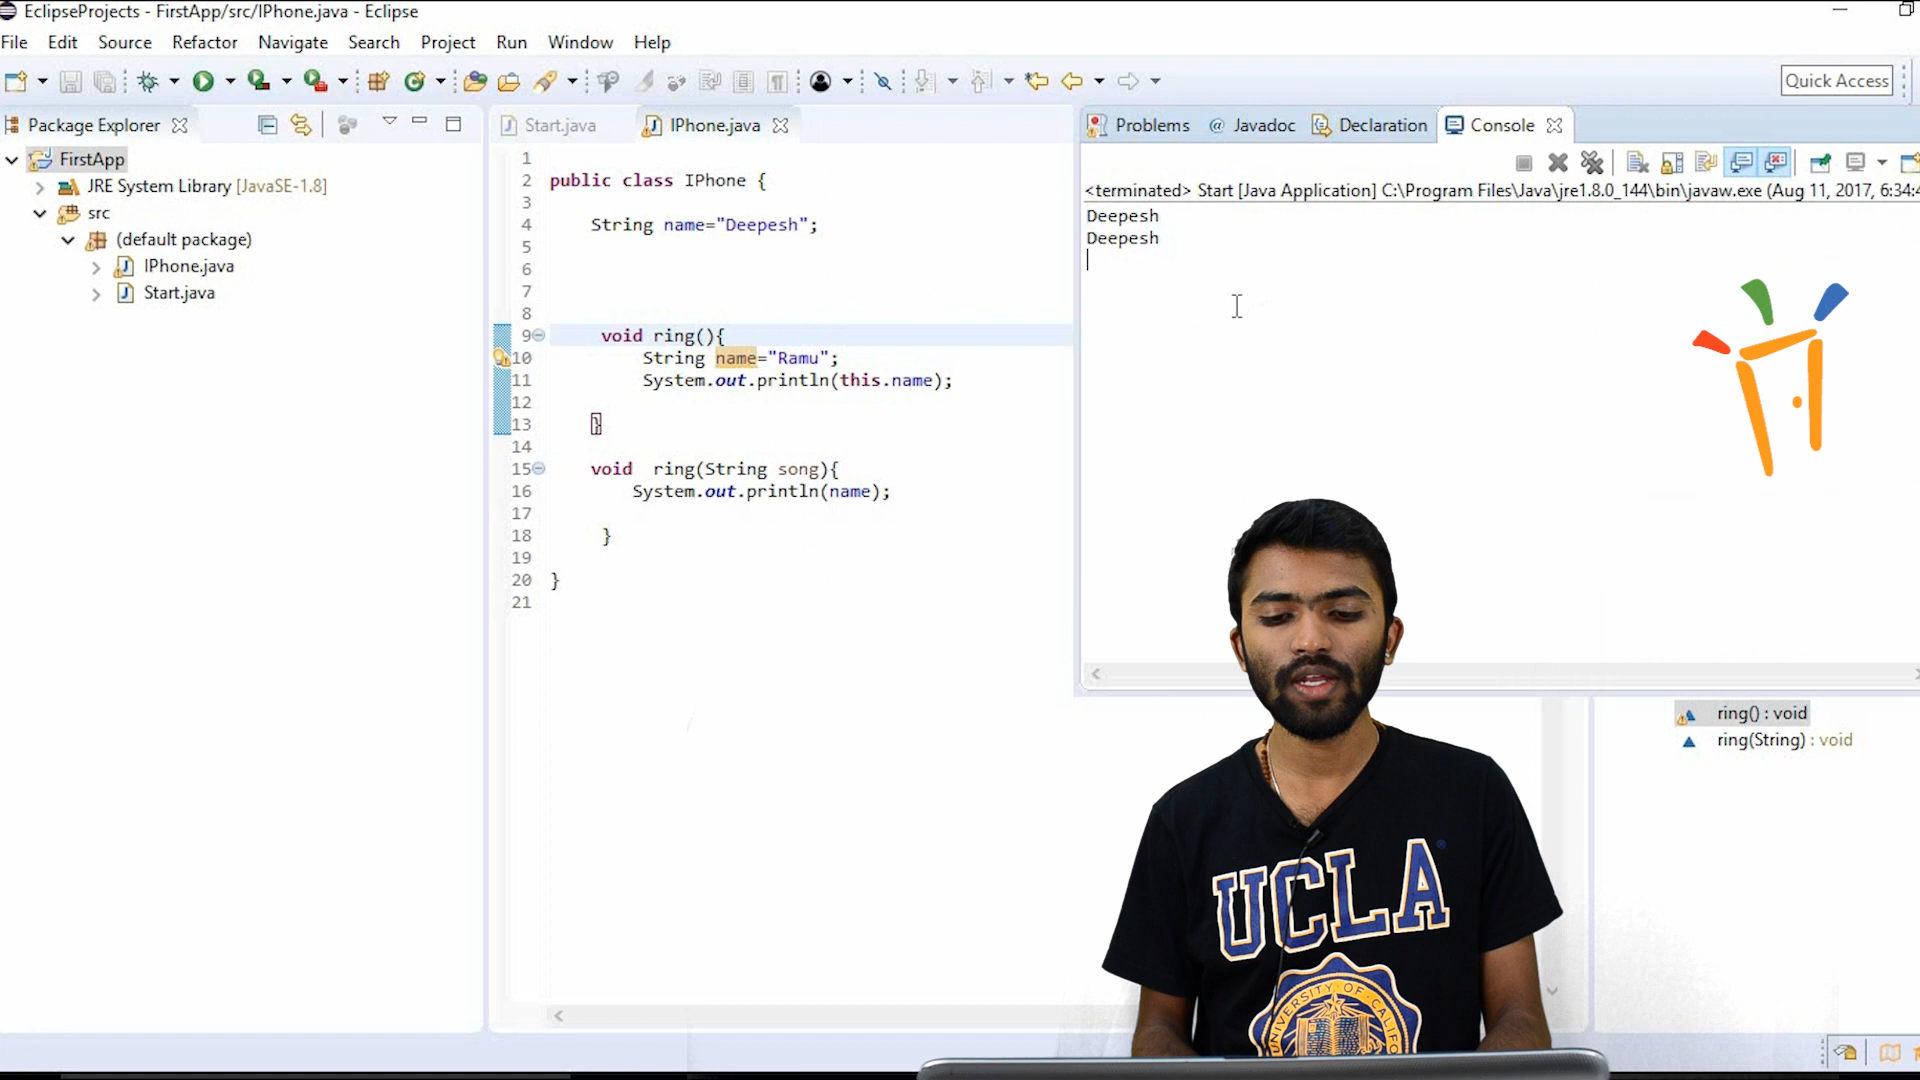 EclipseProjects - FirstApp/src/IPhone.java - Eclipse
File Edit Source Refactor Navigate Search Project Run Window Help
Quick Access
Package Explorer
FirstApp
JRE System Library [JavaSE-1.8]
src
(default package)
IPhone.java
Start.java
Start.java IPhone.java
1
2 public class IPhone {
3
4 String name="Deepesh";
5
6
7
8
9 void ring(){
10 String name="Ramu";
11 System.out.println(this.name);
12
13 }
14
15 void ring(String song){
16 System.out.println(name);
17
18 }
19
20 }
21
Problems @ Javadoc Declaration Console
<terminated> Start [Java Application] C:\Program Files\Java\jre1.8.0_144\bin\javaw.exe (Aug 11, 2017, 6:34:4
Deepesh
Deepesh
ring() : void
ring(String) : void
UCLA
UNIVERSITY · OF · CALIFO